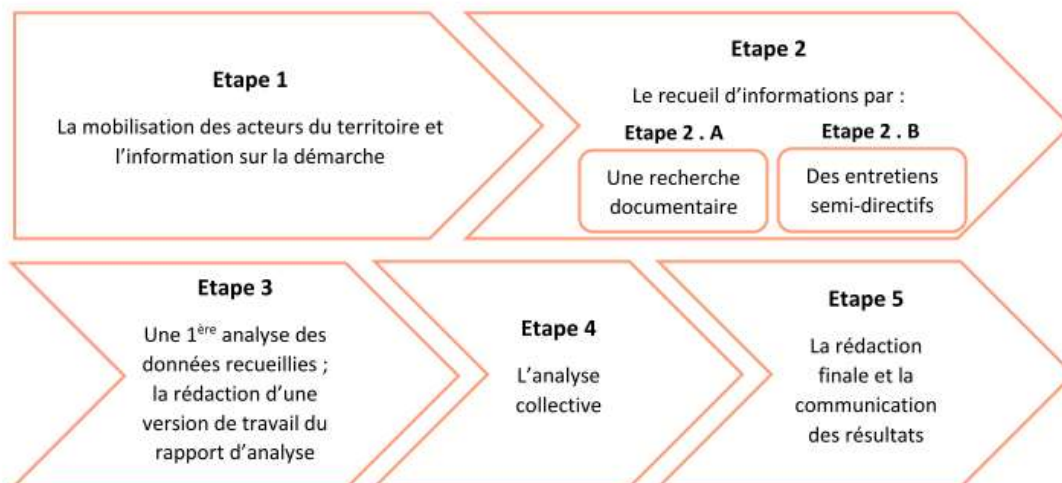 Etape 1
La mobilisation des acteurs du territoire et
l'information sur la démarche
Etape 2
Le recueil d'informations par :
Etape 2 . A
Une recherche
documentaire
Etape 2 . B
Des entretiens
semi-directifs
Etape 3
Une 1ère analyse des
données recueillies ;
la rédaction d'une
version de travail du
rapport d'analyse
Etape 4
L'analyse
collective
Etape 5
La rédaction
finale et la
communication
des résultats